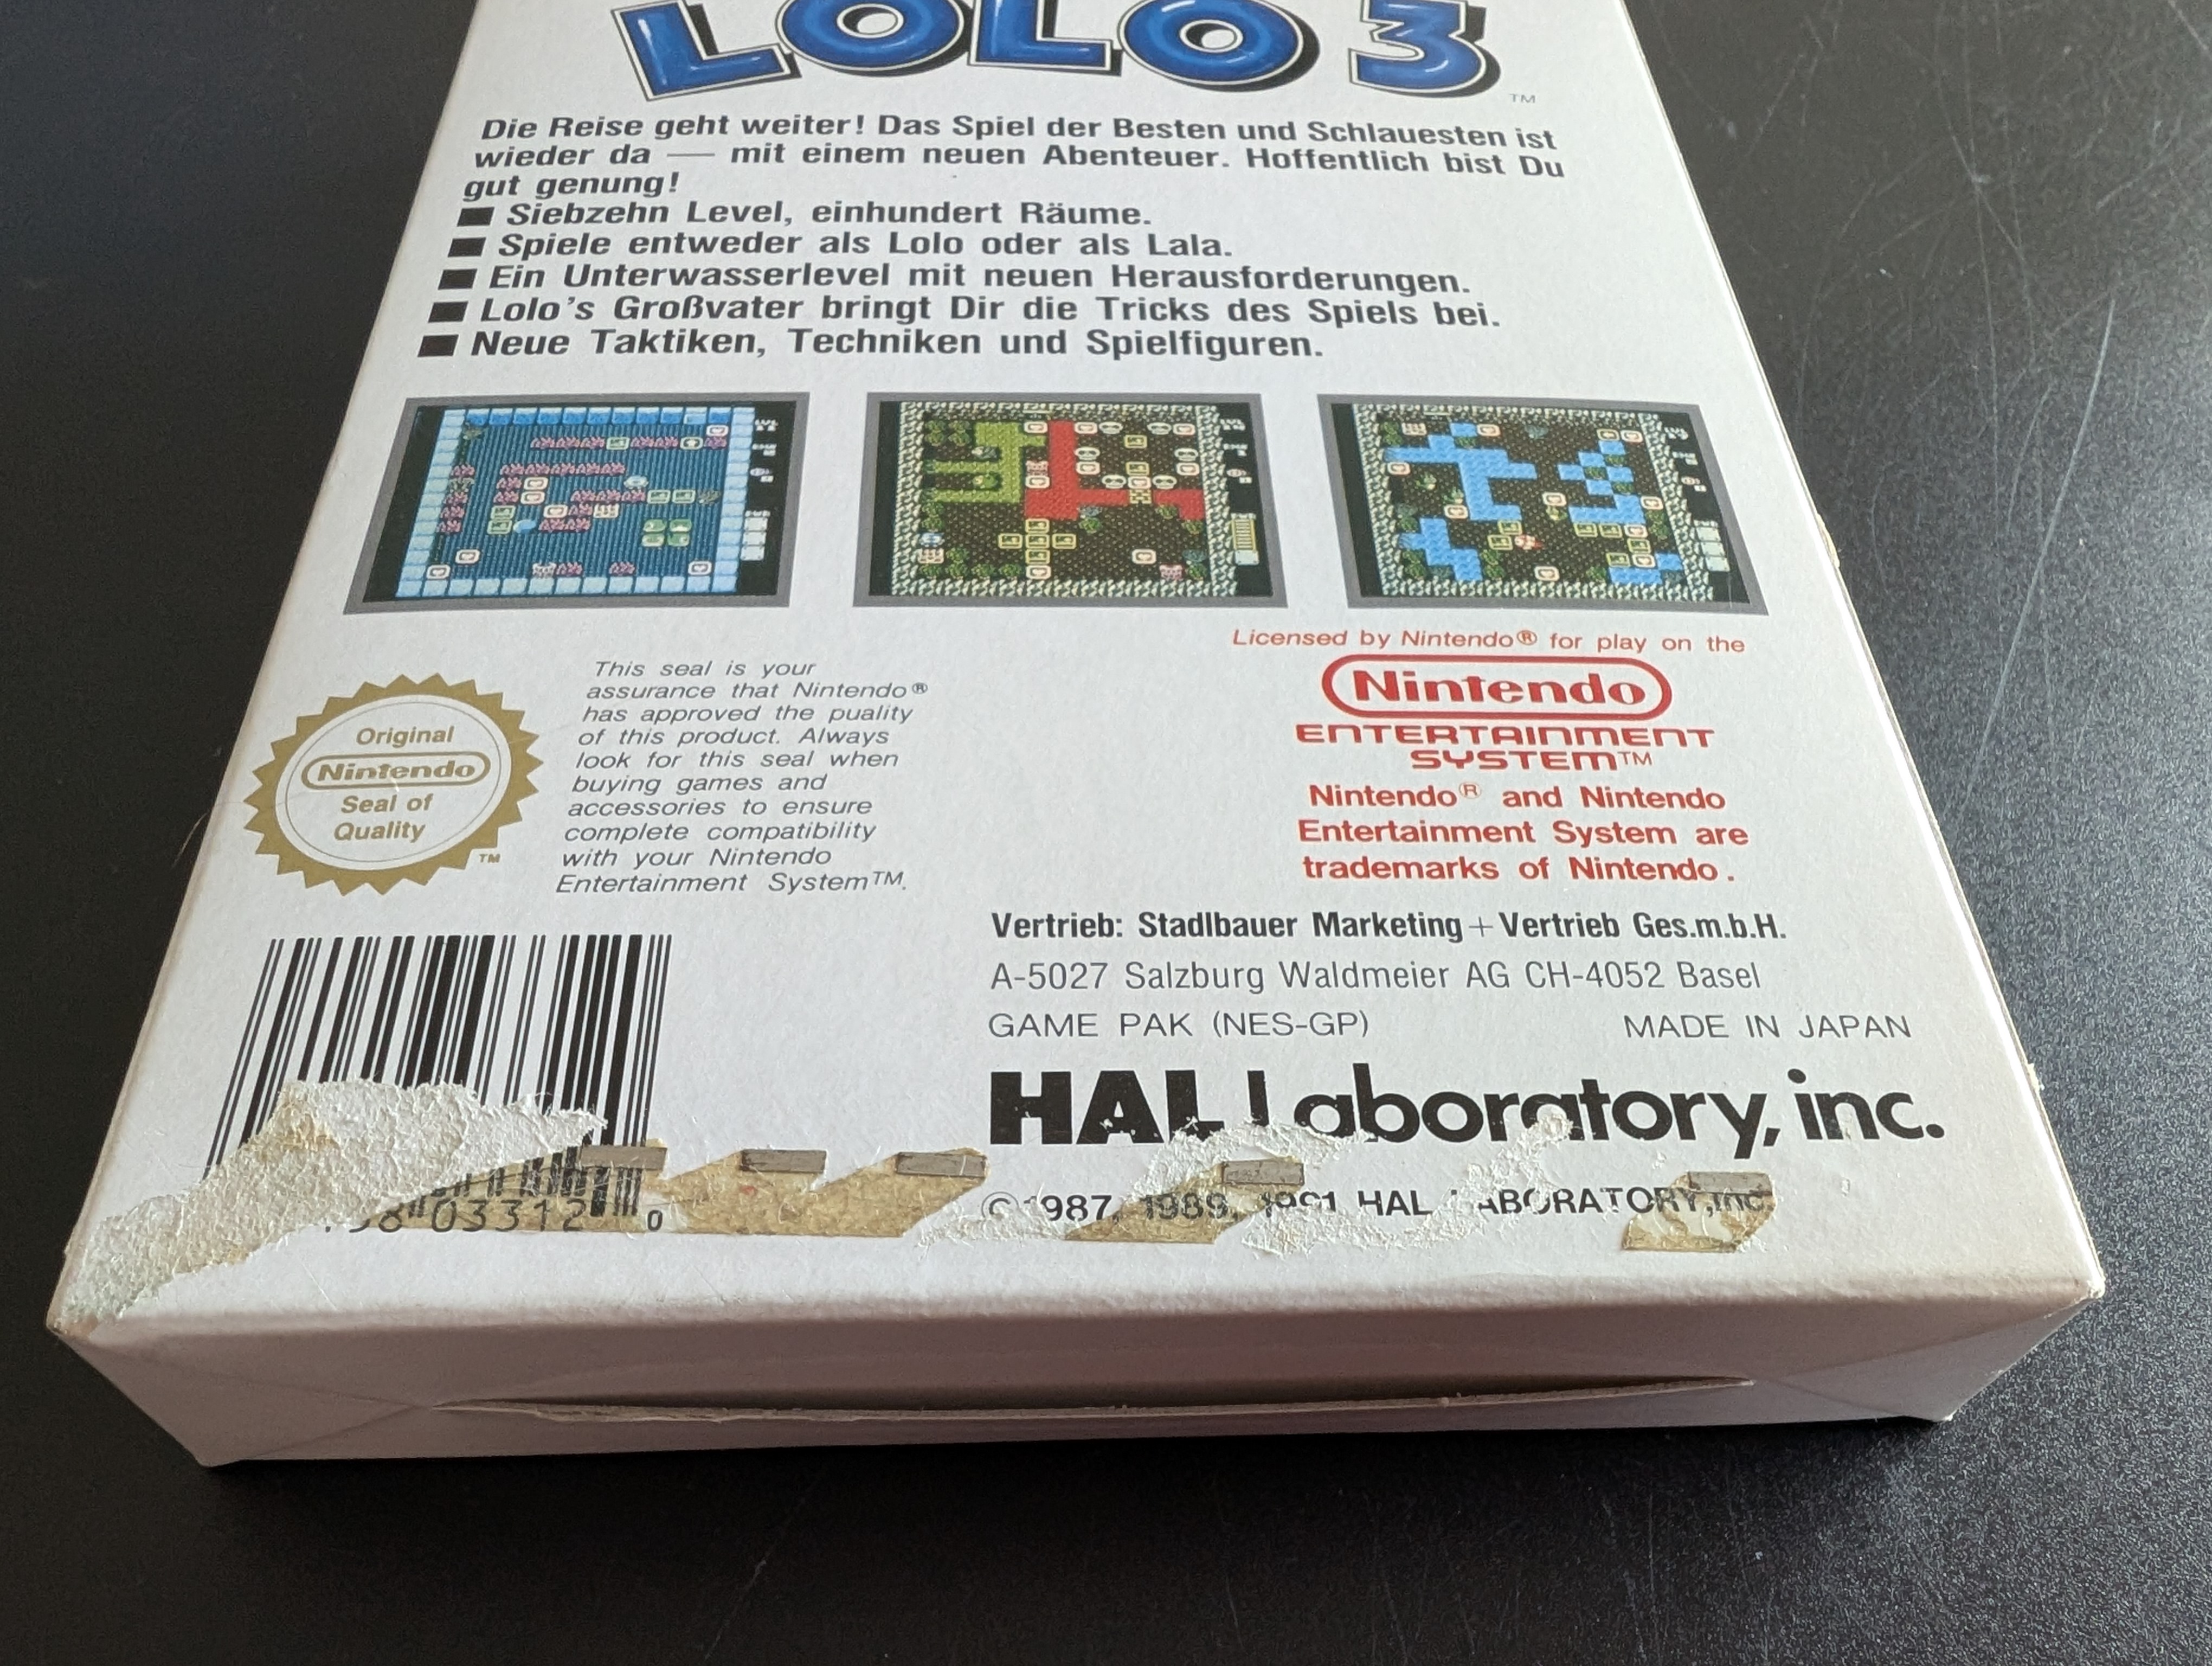 LOLO 3
TM
Die Reise geht weiter! Das Spiel der Besten und Schlauesten ist
wieder da — mit einem neuen Abenteuer. Hoffentlich bist Du
gut genung!
■ Siebzehn Level, einhundert Räume.
■ Spiele entweder als Lolo oder als Lala.
■ Ein Unterwasserlevel mit neuen Herausforderungen.
■ Lolo's Großvater bringt Dir die Tricks des Spiels bei.
■ Neue Taktiken, Techniken und Spielfiguren.
Original
Nintendo
Seal of
Quality
TM
This seal is your
assurance that Nintendo®
has approved the puality
of this product. Always
look for this seal when
buying games and
accessories to ensure
complete compatibility
with your Nintendo
Entertainment System™.
Licensed by Nintendo® for play on the
Nintendo
ENTERTAINMENT
SYSTEM™
Nintendo® and Nintendo
Entertainment System are
trademarks of Nintendo.
Vertrieb: Stadlbauer Marketing + Vertrieb Ges.m.b.H.
A-5027 Salzburg Waldmeier AG CH-4052 Basel
GAME PAK (NES-GP) MADE IN JAPAN
HAL Laboratory, inc.
03312 0
©1987, 1989, 1991 HAL LABORATORY, inc.